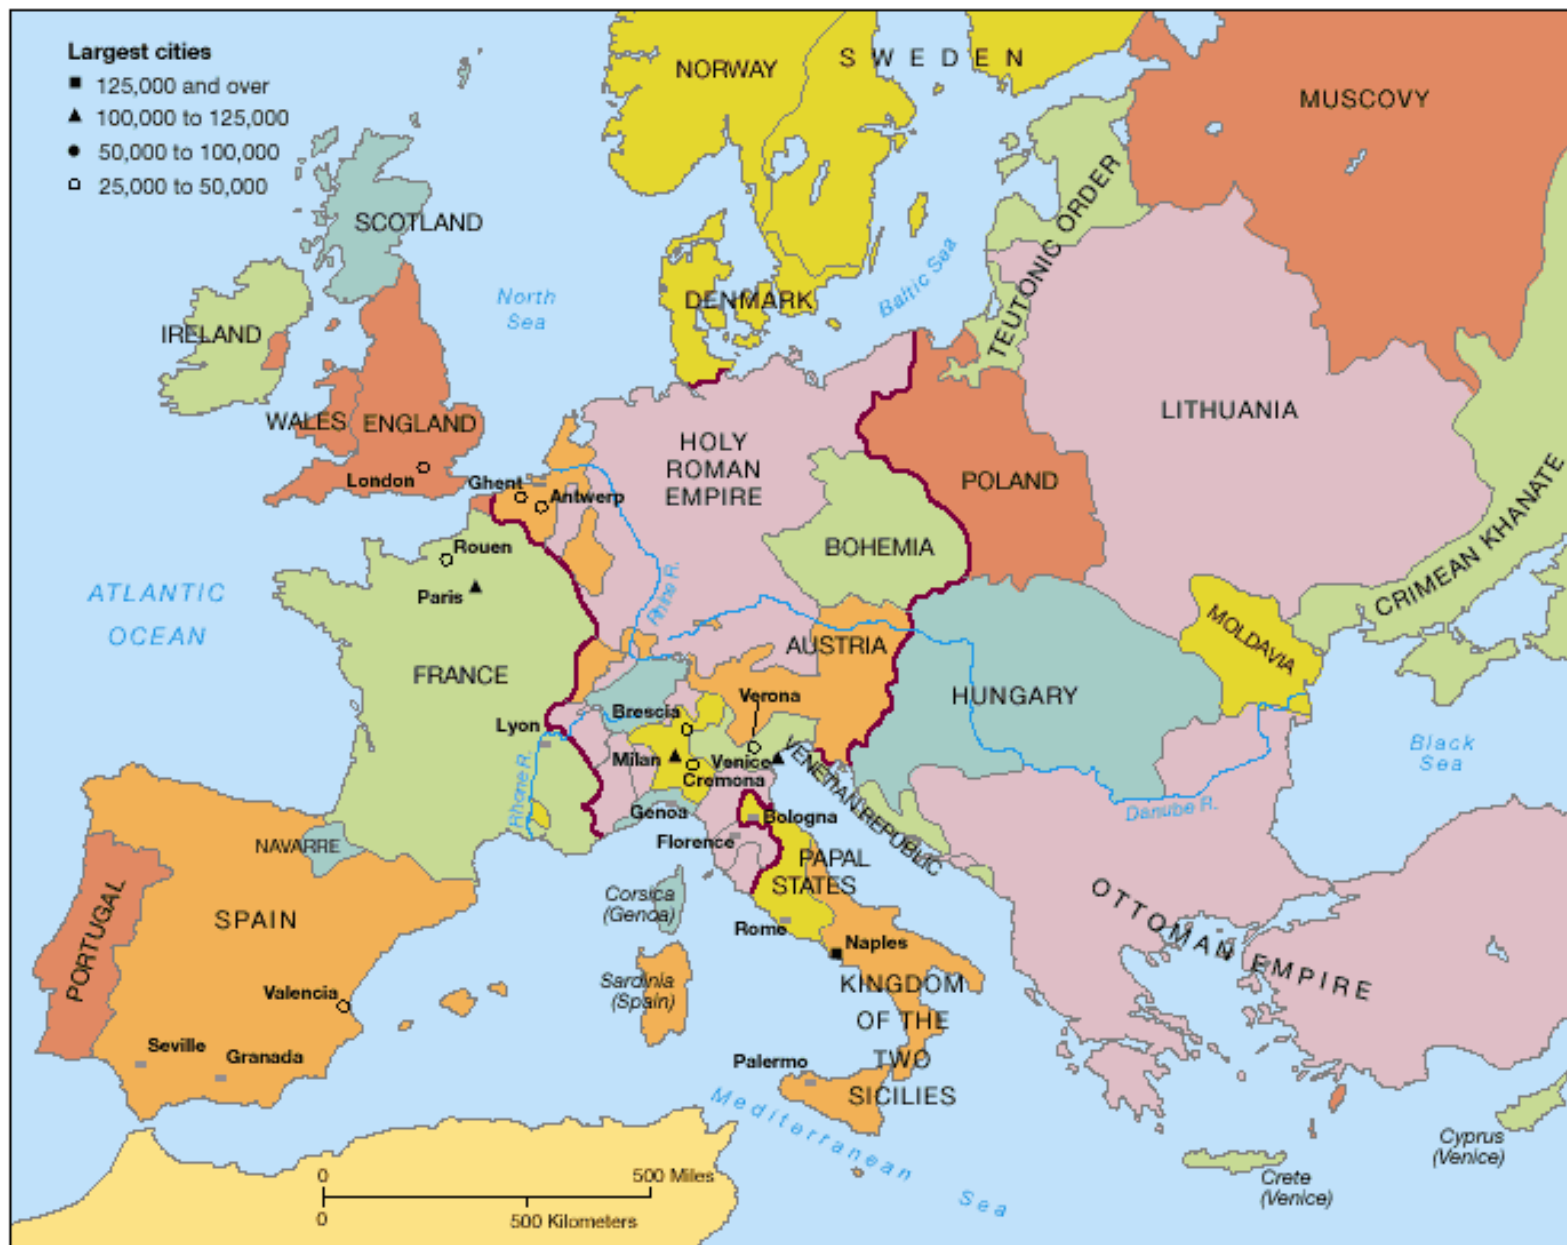 Largest cities
125,000 and over
100,000 to 125,000
50,000 to 100,000
25,000 to 50,000
NORWAY
SWEDEN
MUSCOVY
SCOTLAND
TEUTONIC ORDER
North
Sea
Baltic Sea
DENMARK
IRELAND
WALES
ENGLAND
London
LITHUANIA
HOLY
ROMAN
EMPIRE
Ghent
Antwerp
POLAND
BOHEMIA
CRIMEAN KHANATE
Rouen
Paris
Rhine R.
ATLANTIC
OCEAN
MOLDAVIA
AUSTRIA
FRANCE
HUNGARY
Verona
Brescia
Lyon
Milan
Venice
Cremona
VENETIAN REPUBLIC
Black
Sea
Rhone R.
Danube R.
Genoa
Bologna
Florence
NAVARRE
PAPAL
STATES
Corsica
(Genoa)
OTTOMAN EMPIRE
PORTUGAL
SPAIN
Rome
Naples
Sardinia
(Spain)
KINGDOM
OF THE
TWO
SICILIES
Valencia
Seville
Granada
Palermo
Mediterranean
Sea
Cyprus
(Venice)
Crete
(Venice)
0
500 Miles
0
500 Kilometers